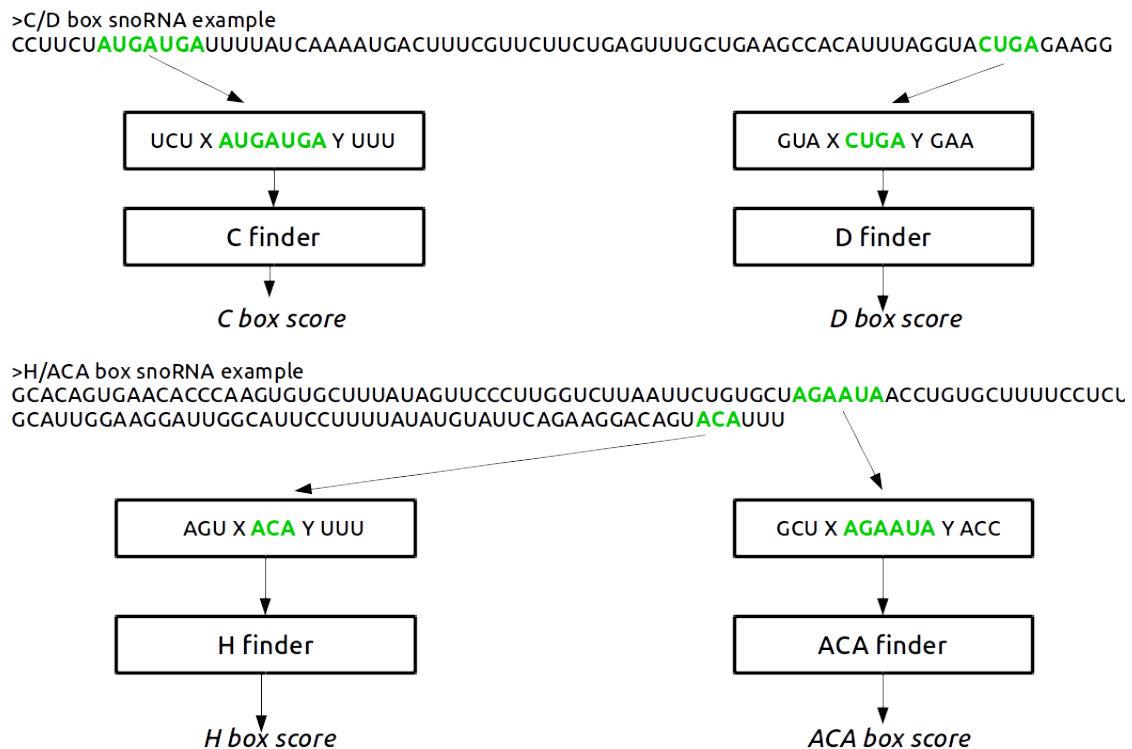 >C/D box snoRNA example
CCUUCUAUGAUGAUUUUAUCAAAAUGACUUUCGUUCUUCUGAGUUUGCUGAAGCCACAUUUAGGUACUGAGAAGG
UCU X AUGAUGA Y UUU
GUA X CUGA Y GAA
C finder
D finder
C box score
D box score
>H/ACA box snoRNA example
GCACAGUGAACACCCAAGUGUGUGCUUUAUAGUUCCCUUGGUCUUAAUUCUGUGCUAGAAUAACCUGUGCUUUUCCUCU
GCAUUGGAAGGAUUGGCAUUCCUUUUAUAUGUAUUCAGAAGGACAGUACAUUU
AGU X ACA Y UUU
GCU X AGAAUA Y ACC
H finder
ACA finder
H box score
ACA box score